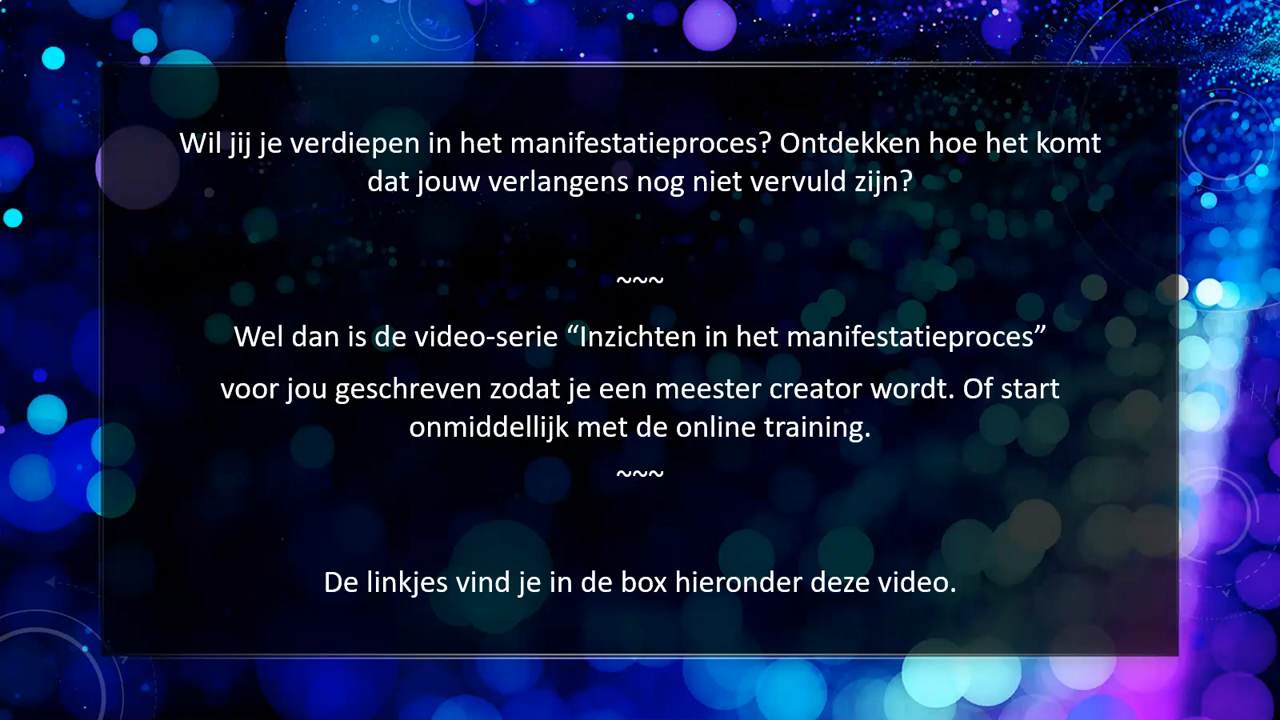 Wil jij je verdiepen in het manifestatieproces? Ontdekken hoe het komt
dat jouw verlangens nog niet vervuld zijn?
~~~
Wel dan is de video-serie “Inzichten in het manifestatieproces”
voor jou geschreven zodat je een meester creator wordt. Of start
onmiddellijk met de online training.
~~~
De linkjes vind je in de box hieronder deze video.